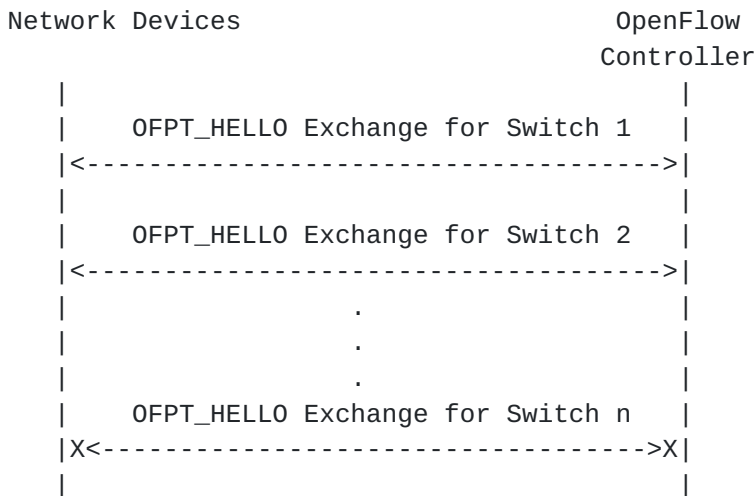 Network Devices                         OpenFlow
                                       Controller
   |                                        |
   |    OFPT_HELLO Exchange for Switch 1   |
   |<------------------------------------->|
   |                                        |
   |    OFPT_HELLO Exchange for Switch 2   |
   |<------------------------------------->|
   |                  .                     |
   |                  .                     |
   |                  .                     |
   |    OFPT_HELLO Exchange for Switch n   |
   |X<----------------------------------->X|
   |                                        |